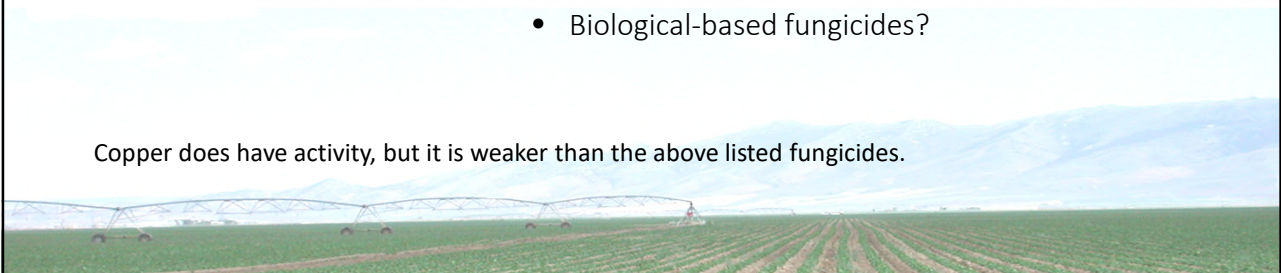 • Biological-based fungicides?
Copper does have activity, but it is weaker than the above listed fungicides.